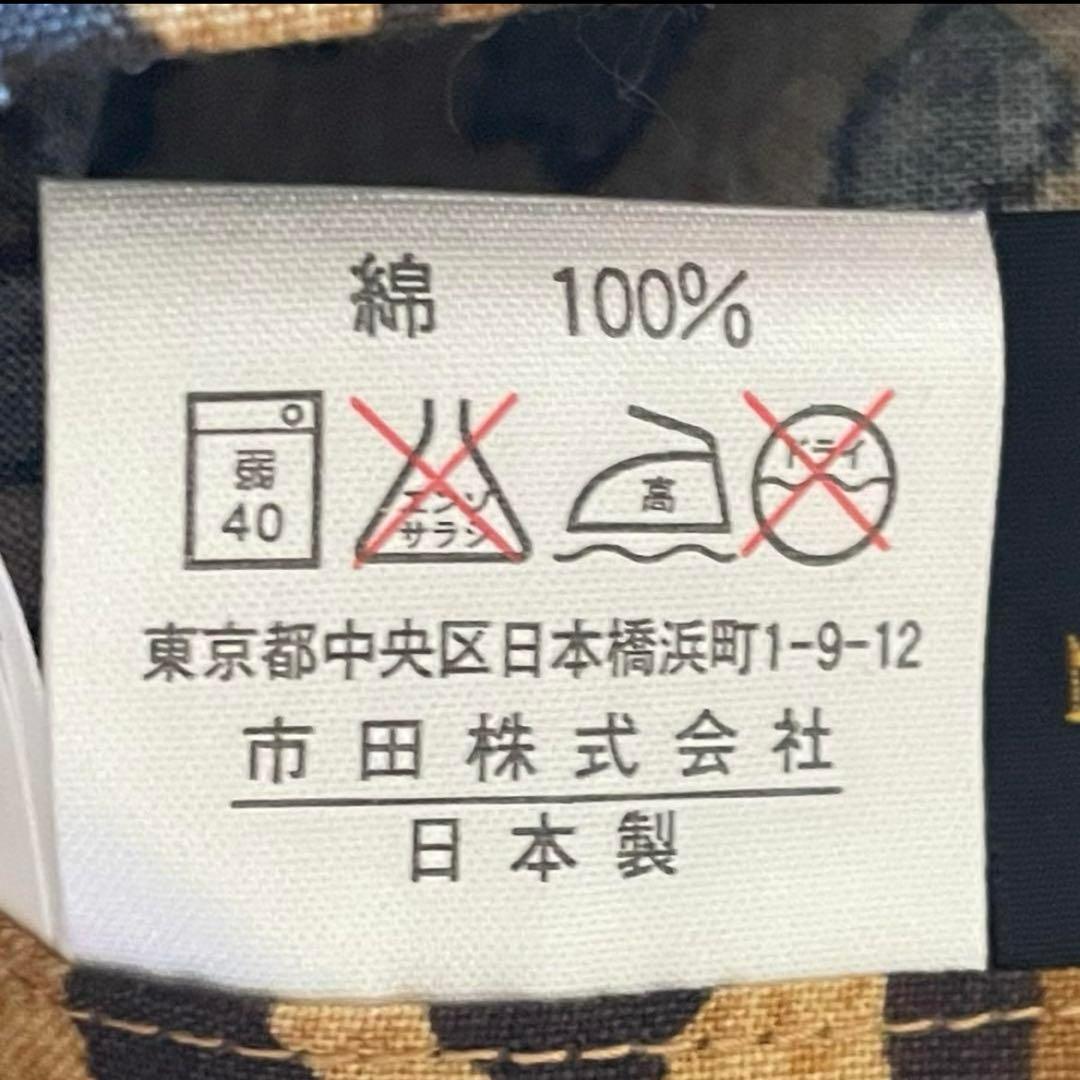 綿 100%
弱
40
エンソ
サラシ
高
ドライ
東京都中央区日本橋浜町1-9-12
市田株式会社
日本製